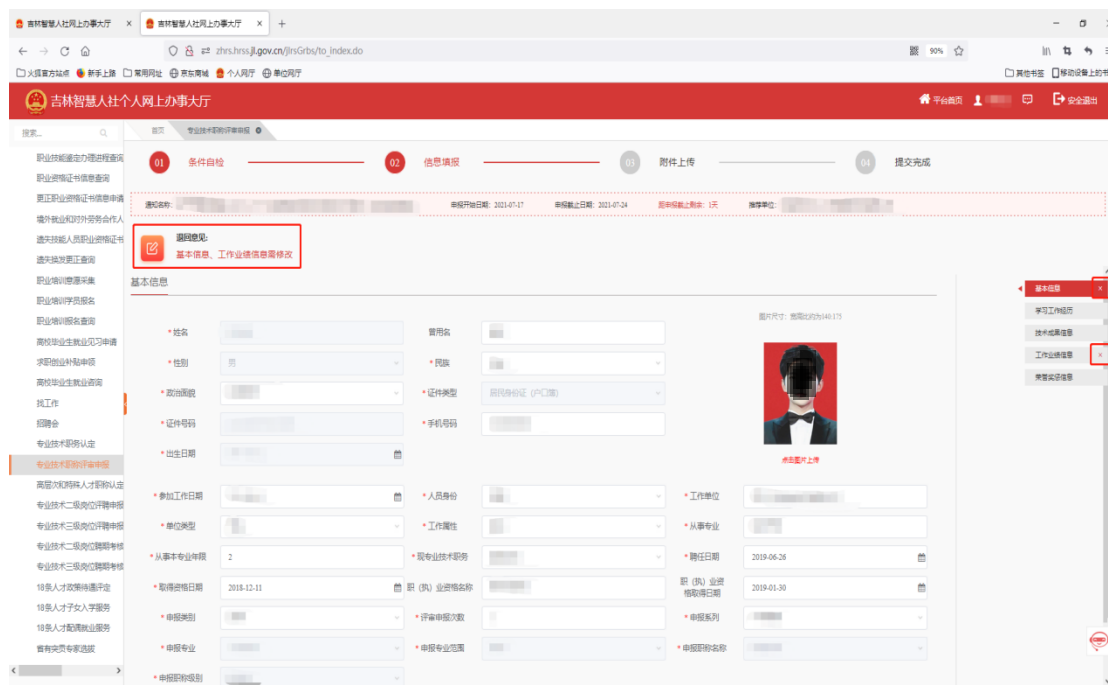 吉林智慧人社网上办事大厅 × 吉林智慧人社网上办事大厅 × +
zhrs.hrss.jl.gov.cn/jlrsGrbs/to_index.do 90%
火狐官方站点 新手上路 常用网址 京东商城 个人网厅 单位网厅 其他书签 移动设备上的书
吉林智慧人社个人网上办事大厅 平台首页 安全退出
搜索... 首页 专业技术职称评审申报
01 条件自检 02 信息填报 03 附件上传 04 提交完成
通知名称: 申报开始日期: 2021-07-17 申报截止日期: 2021-07-24 距申报截止剩余: 1天 推荐单位:
退回意见:
基本信息、工作业绩信息需修改
职业技能鉴定办理进程查询
职业资格证书信息查询
更正职业资格证书信息申请
境外就业和对外劳务合作人
遗失技能人员职业资格证书
遗失换发更正查询
职业培训意愿采集
职业培训学员报名
职业培训报名查询
高校毕业生就业见习申请
求职创业补贴申领
高校毕业生就业咨询
找工作
招聘会
专业技术职务认定
专业技术职称评审申报
高层次和特殊人才职称认定
专业技术二级岗位评聘申报
专业技术三级岗位评聘申报
专业技术二级岗位聘期考核
专业技术三级岗位聘期考核
18条人才政策待遇评定
18条人才子女入学服务
18条人才配偶就业服务
省有突贡专家选拔
基本信息
图片尺寸: 宽高比约为140:175
*姓名 曾用名
*性别 男 *民族
*政治面貌 *证件类型 居民身份证(户口簿)
*证件号码 *手机号码
*出生日期
点击图片上传
*参加工作日期 *人员身份 *工作单位
*单位类型 *工作属性 *从事专业
*从事本专业年限 2 *现专业技术职务 *聘任日期 2019-06-26
*取得资格日期 2018-12-11 职(执)业资格名称 职(执)业资格取得日期 2019-01-30
*申报类别 *评审申报次数 *申报系列
*申报专业 *申报专业范围 *申报职称名称
*申报职称级别
基本信息 ×
学习工作经历
技术成果信息
工作业绩信息 ×
荣誉奖惩信息